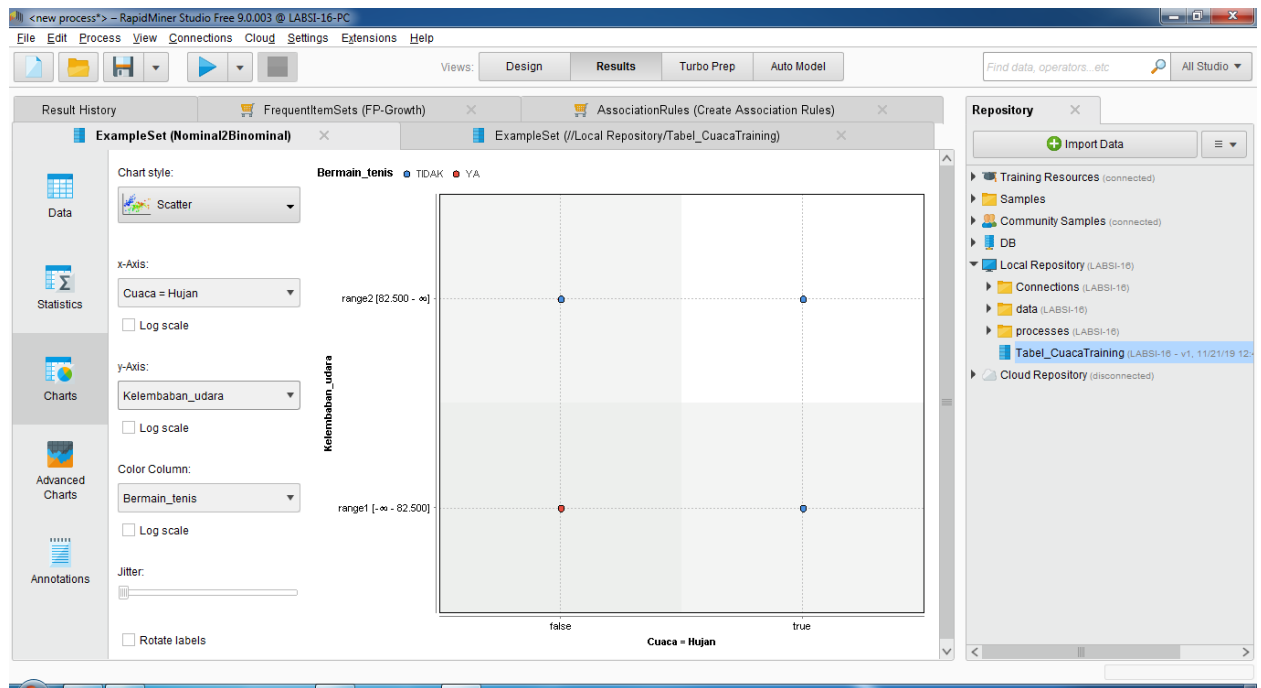 <new process*> – RapidMiner Studio Free 9.0.003 @ LABSI-16-PC
File Edit Process View Connections Cloud Settings Extensions Help
Views: Design Results Turbo Prep Auto Model
Find data, operators...etc All Studio
Result History FrequentItemSets (FP-Growth) AssociationRules (Create Association Rules)
ExampleSet (Nominal2Binominal) ExampleSet (//Local Repository/Tabel_CuacaTraining)
Data
Statistics
Charts
Advanced
Charts
Annotations
Chart style:
Scatter
x-Axis:
Cuaca = Hujan
Log scale
y-Axis:
Kelembaban_udara
Log scale
Color Column:
Bermain_tenis
Log scale
Jitter:
Rotate labels
Bermain_tenis TIDAK YA
range2 [82.500 - ∞]
Kelembaban_udara
range1 [-∞ - 82.500]
false true
Cuaca = Hujan
Repository
Import Data
Training Resources (connected)
Samples
Community Samples (connected)
DB
Local Repository (LABSI-16)
Connections (LABSI-16)
data (LABSI-16)
processes (LABSI-16)
Tabel_CuacaTraining (LABSI-16 - v1, 11/21/19 12:
Cloud Repository (disconnected)